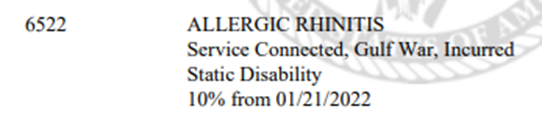 6522 ALLERGIC RHINITIS
Service Connected, Gulf War, Incurred
Static Disability
10% from 01/21/2022